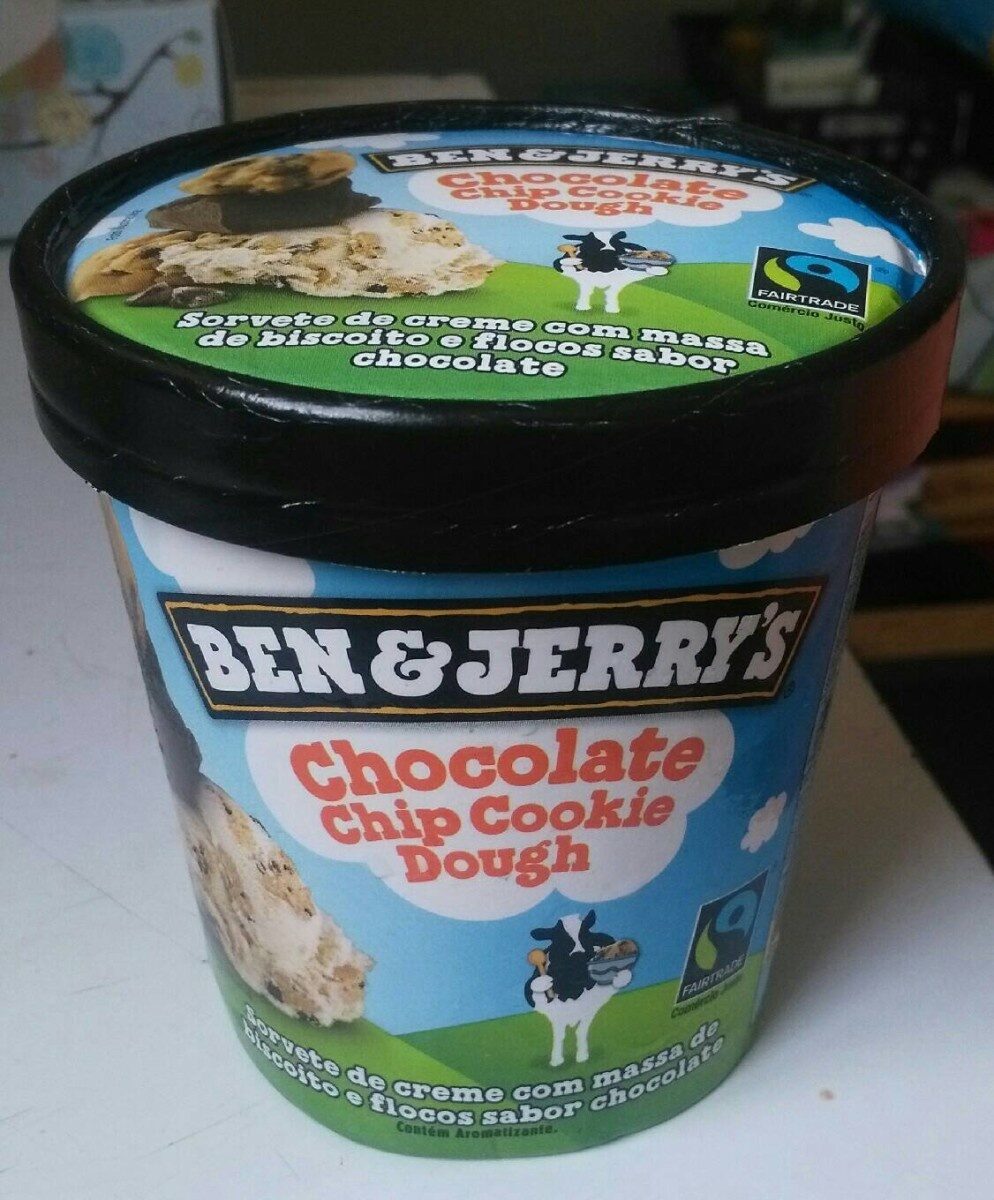 BEN & JERRY'S
Chocolate
Chip Cookie
Dough
FAIRTRADE
Comércio Justo
Sorvete de creme com massa
de biscoito e flocos sabor
chocolate
BEN & JERRY'S
Chocolate
Chip Cookie
Dough
FAIRTRADE
Comércio Justo
Sorvete de creme com massa de
biscoito e flocos sabor chocolate
Contém Aromatizante.